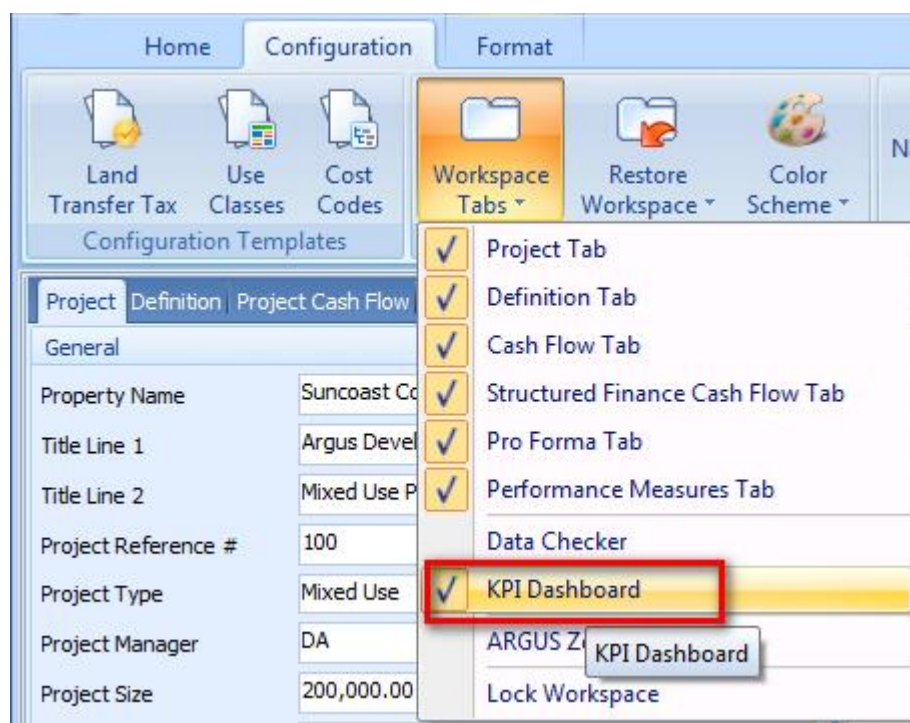 Home Configuration Format
Land Transfer Tax
Use Classes
Cost Codes
Configuration Templates
Workspace Tabs
Restore Workspace
Color Scheme
Project Definition Project Cash Flow
General
Property Name Suncoast
Title Line 1 Argus
Title Line 2 Mixed Use
Project Reference # 100
Project Type Mixed Use
Project Manager DA
Project Size 200,000.00
Project Tab
Definition Tab
Cash Flow Tab
Structured Finance Cash Flow Tab
Pro Forma Tab
Performance Measures Tab
Data Checker
KPI Dashboard
ARGUS
KPI Dashboard
Lock Workspace